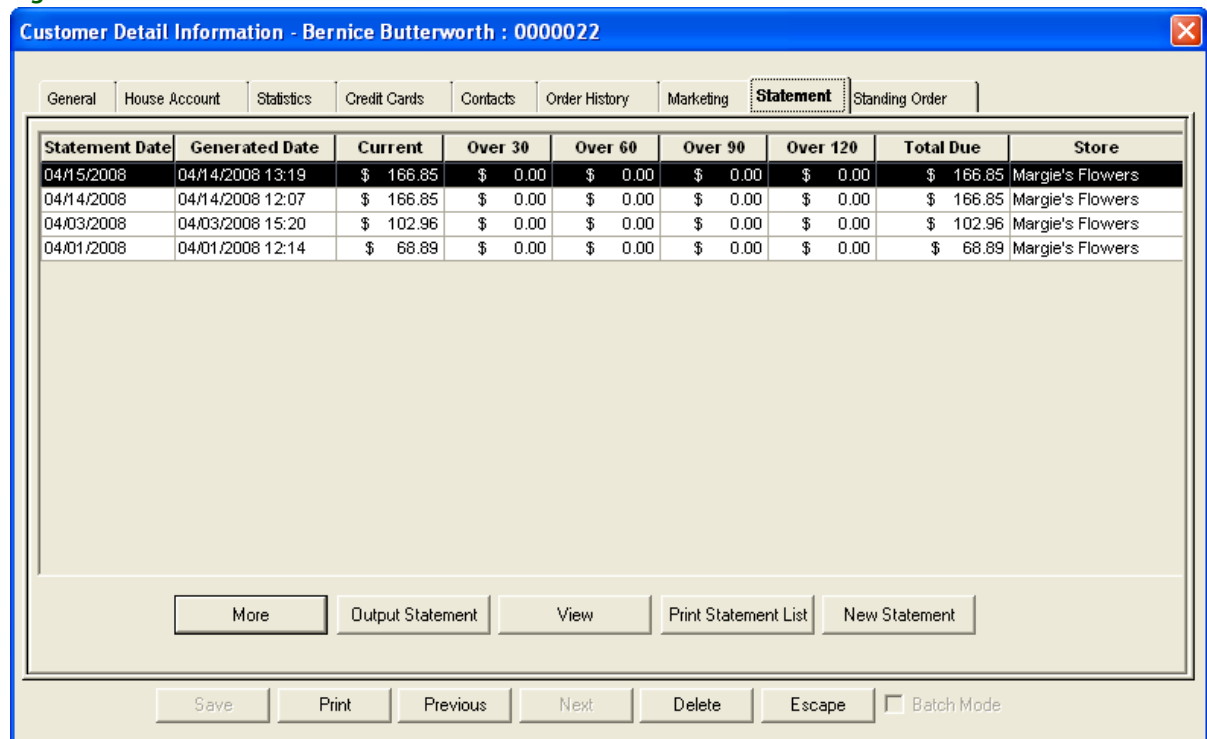 Customer Detail Information - Bernice Butterworth : 0000022
General House Account Statistics Credit Cards Contacts Order History Marketing Statement Standing Order
Statement Date Generated Date Current Over 30 Over 60 Over 90 Over 120 Total Due Store
04/15/2008 04/14/2008 13:19 $ 166.85 $ 0.00 $ 0.00 $ 0.00 $ 0.00 $ 166.85 Margie's Flowers
04/14/2008 04/14/2008 12:07 $ 166.85 $ 0.00 $ 0.00 $ 0.00 $ 0.00 $ 166.85 Margie's Flowers
04/03/2008 04/03/2008 15:20 $ 102.96 $ 0.00 $ 0.00 $ 0.00 $ 0.00 $ 102.96 Margie's Flowers
04/01/2008 04/01/2008 12:14 $ 68.89 $ 0.00 $ 0.00 $ 0.00 $ 0.00 $ 68.89 Margie's Flowers
More Output Statement View Print Statement List New Statement
Save Print Previous Next Delete Escape Batch Mode